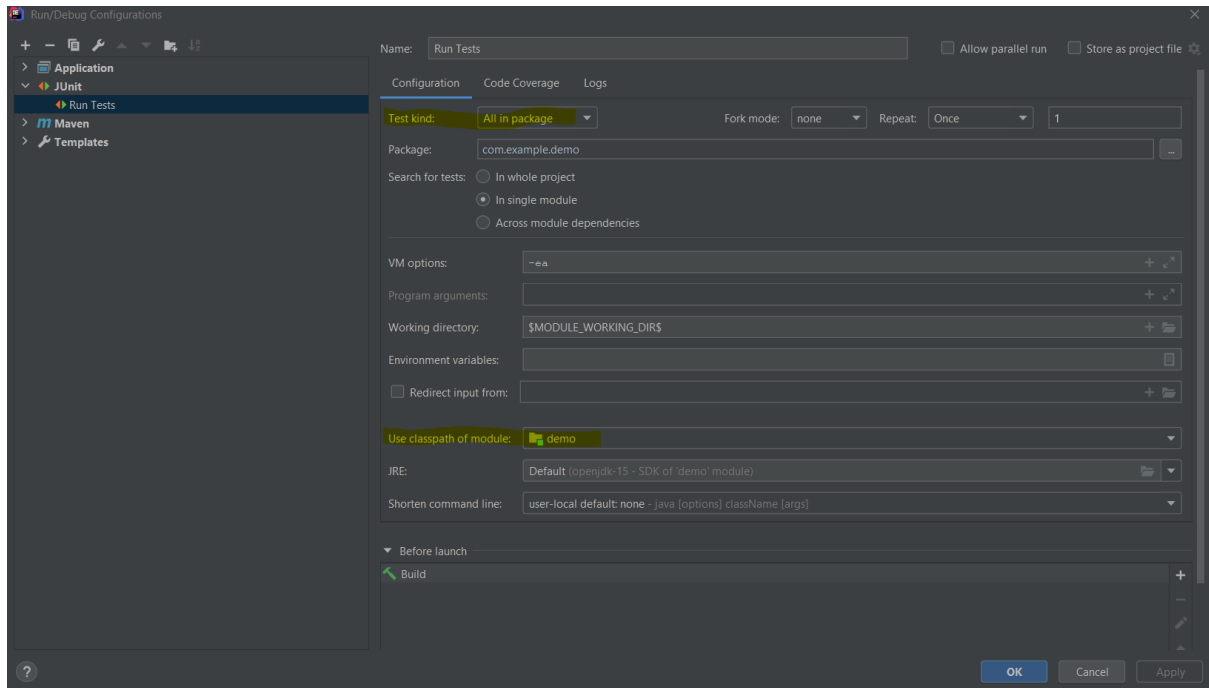 Run/Debug Configurations
Name: Run Tests Allow parallel run Store as project file
Application
JUnit
Run Tests
Maven
Templates
Configuration Code Coverage Logs
Test kind: All in package Fork mode: none Repeat: Once 1
Package: com.example.demo ...
Search for tests: In whole project
In single module
Across module dependencies
VM options: -ea
Program arguments:
Working directory: $MODULE_WORKING_DIR$
Environment variables:
Redirect input from:
Use classpath of module: demo
JRE: Default (openjdk-15 - SDK of 'demo' module)
Shorten command line: user-local default: none - java [options] className [args]
Before launch
Build
? OK Cancel Apply